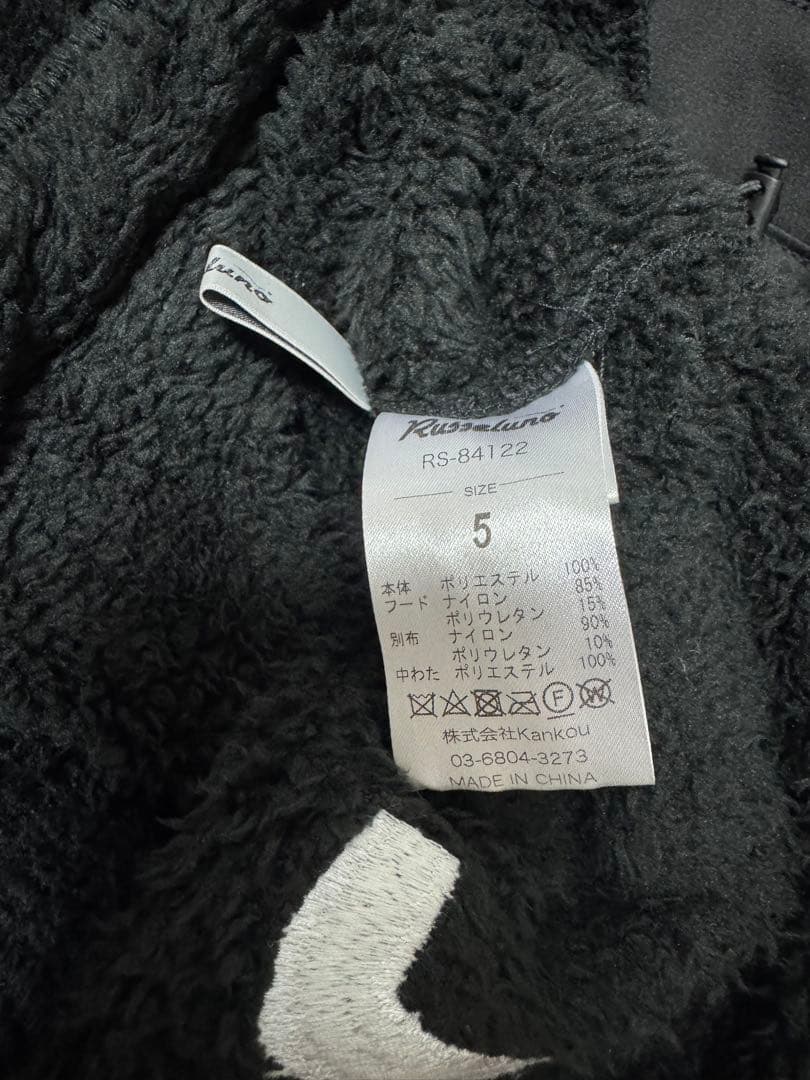 Russeluno
RS-84122
SIZE
5
本体 ポリエステル 100%
フード ナイロン 85%
ポリウレタン 15%
別布 ナイロン 90%
ポリウレタン 10%
中わた ポリエステル 100%
F W
株式会社Kankou
03-6804-3273
MADE IN CHINA